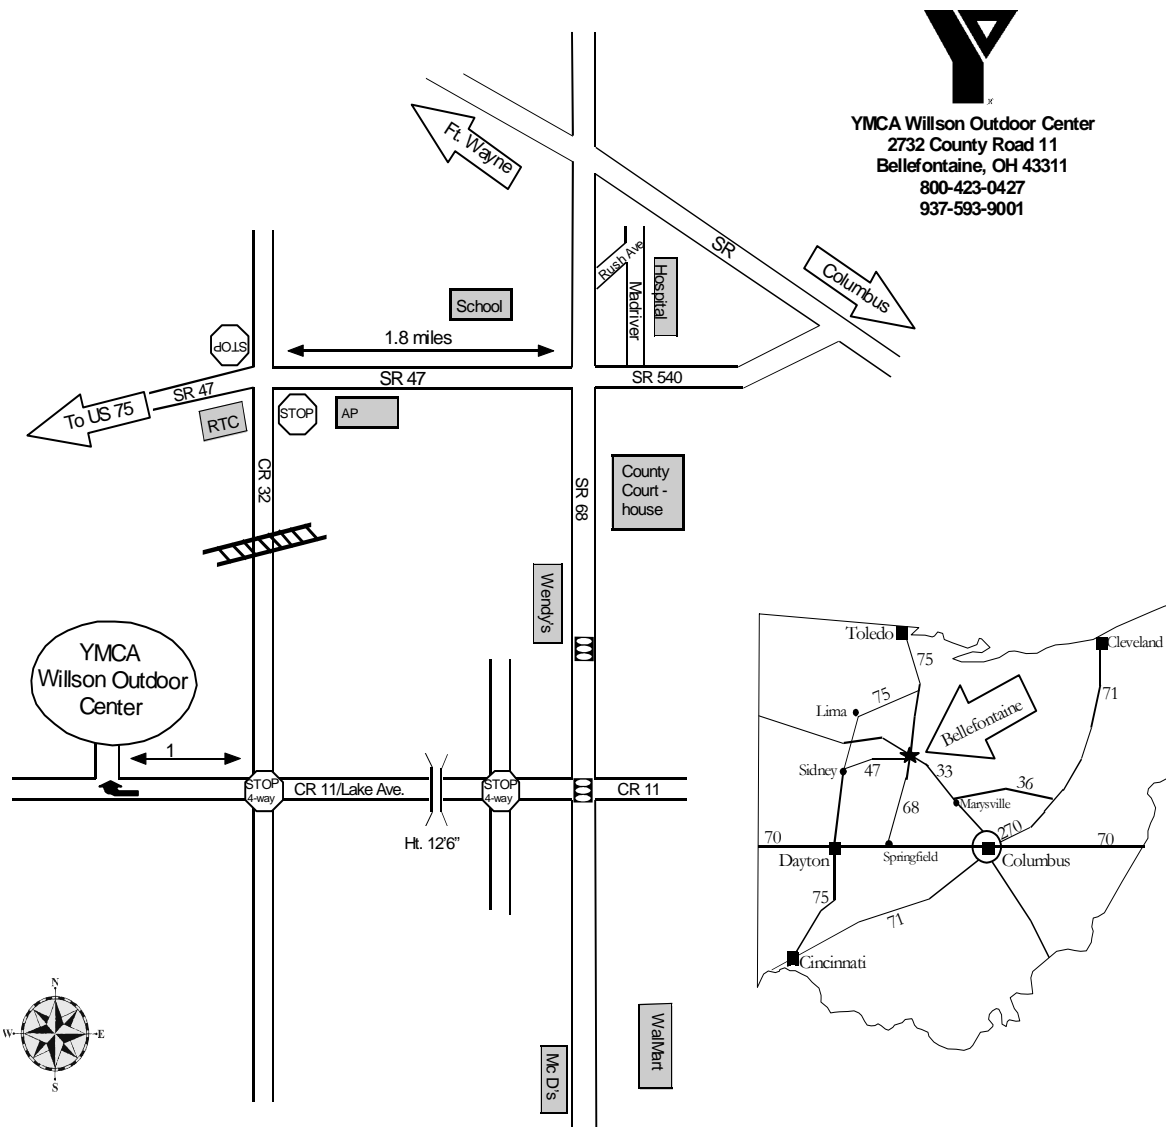 YMCA Willson Outdoor Center
2732 County Road 11
Bellefontaine, OH 43311
800-423-0427
937-593-9001
Ft. Wayne
SR
Columbus
Rush Ave
Madriver
Hospital
School
1.8 miles
STOP
SR 47
SR 47
SR 540
To US 75
RTC
STOP
AP
CR 32
SR 68
County
Court -
house
Wendy's
YMCA
Willson Outdoor
Center
1
STOP
4-way
CR 11/Lake Ave.
STOP
4-way
CR 11
Ht. 12'6"
WalMart
Mc D's
N
W
E
S
Toledo
Cleveland
75
71
75
Lima
Bellefontaine
Sidney
47
33
36
68
Marysville
270
70
70
Dayton
Springfield
Columbus
75
71
Cincinnati